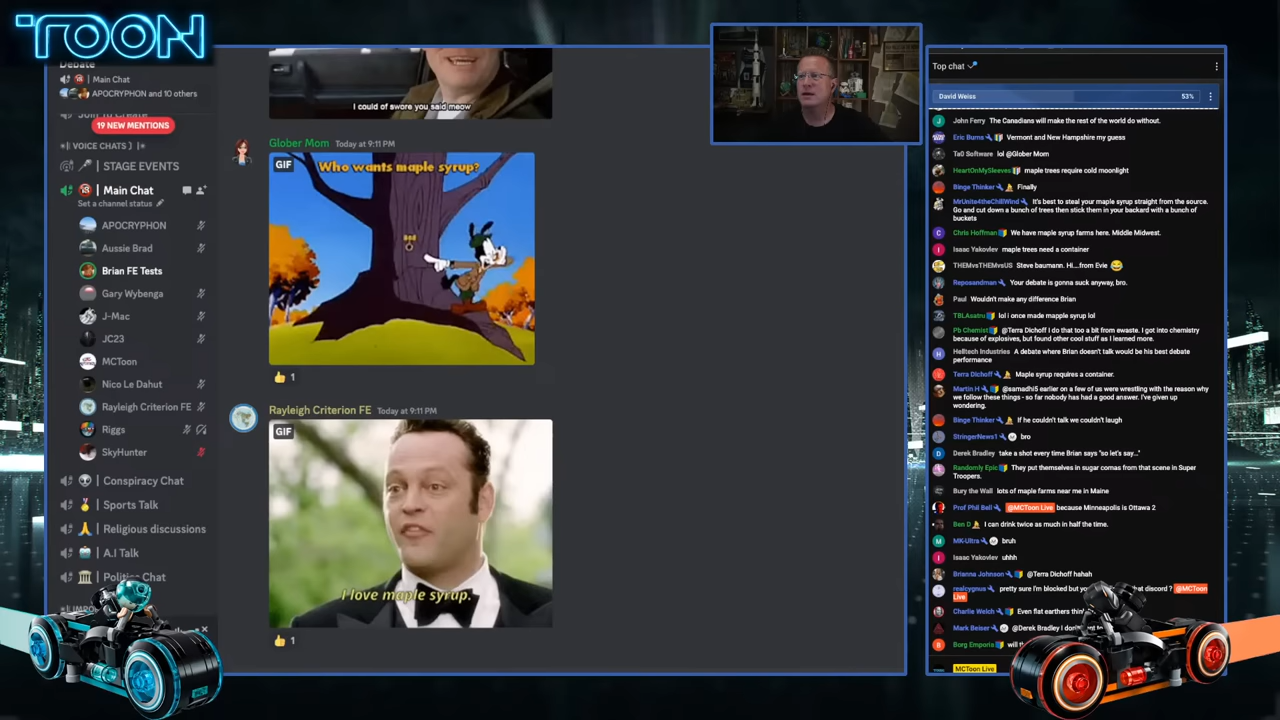 TOON
Debate
Main Chat
APOCRYPHON and 10 others
Join to Create
19 NEW MENTIONS
VOICE CHATS
STAGE EVENTS
Main Chat
Set a channel status
APOCRYPHON
Aussie Brad
Brian FE Tests
Gary Wybenga
J-Mac
JC23
MCToon
Nico Le Dahut
Rayleigh Criterion FE
Riggs
SkyHunter
Conspiracy Chat
Sports Talk
Religious discussions
A.I Talk
Politics Chat
I could of swore you said meow
Glober Mom Today at 9:11 PM
GIF
Who wants maple syrup?
1
Rayleigh Criterion FE Today at 9:11 PM
GIF
I love maple syrup.
1
Top chat
David Weiss 53%
John Ferry The Canadians will make the rest of the world do without.
Eric Burns Vermont and New Hampshire my guess
Ta0 Software lol @Glober Mom
HeartOnMySleeves maple trees require cold moonlight
Binge Thinker Finally
MrUnite4theChillWind It's best to steal your maple syrup straight from the source.
Go and cut down a bunch of trees then stick them in your backard with a bunch of
buckets
Chris Hoffman We have maple syrup farms here. Middle Midwest.
Isaac Yakovlev maple trees need a container
THEMvsTHEMvsUS Steve baumann. Hi....from Evie
Reposandman Your debate is gonna suck anyway, bro.
Paul Wouldn't make any difference Brian
TBLAsatru lol i once made mapple syrup lol
Pb Chemist @Terra Dichoff I do that too a bit from ewaste. I got into chemistry
because of explosives, but found other cool stuff as I learned more.
Helltech Industries A debate where Brian doesn't talk would be his best debate
performance
Terra Dichoff Maple syrup requires a container.
Martin H @samadhi5 earlier on a few of us were wrestling with the reason why
we follow these things - so far nobody has had a good answer. I've given up
wondering.
Binge Thinker If he couldn't talk we couldn't laugh
StringerNews1 bro
Derek Bradley take a shot every time Brian says "so let's say..."
Randomly Epic They put themselves in sugar comas from that scene in Super
Troopers.
Bury the Wall lots of maple farms near me in Maine
Prof Phil Bell @MCToon Live because Minneapolis is Ottawa 2
Ben D I can drink twice as much in half the time.
MK-Ultra bruh
Isaac Yakovlev uhhh
Brianna Johnson @Terra Dichoff hahah
realcygnus pretty sure I'm blocked but discord ? @MCToon
Live
Charlie Welch Even flat earthers
Mark Beiser @Derek Bradley I
Borg Emporis
MCToon Live